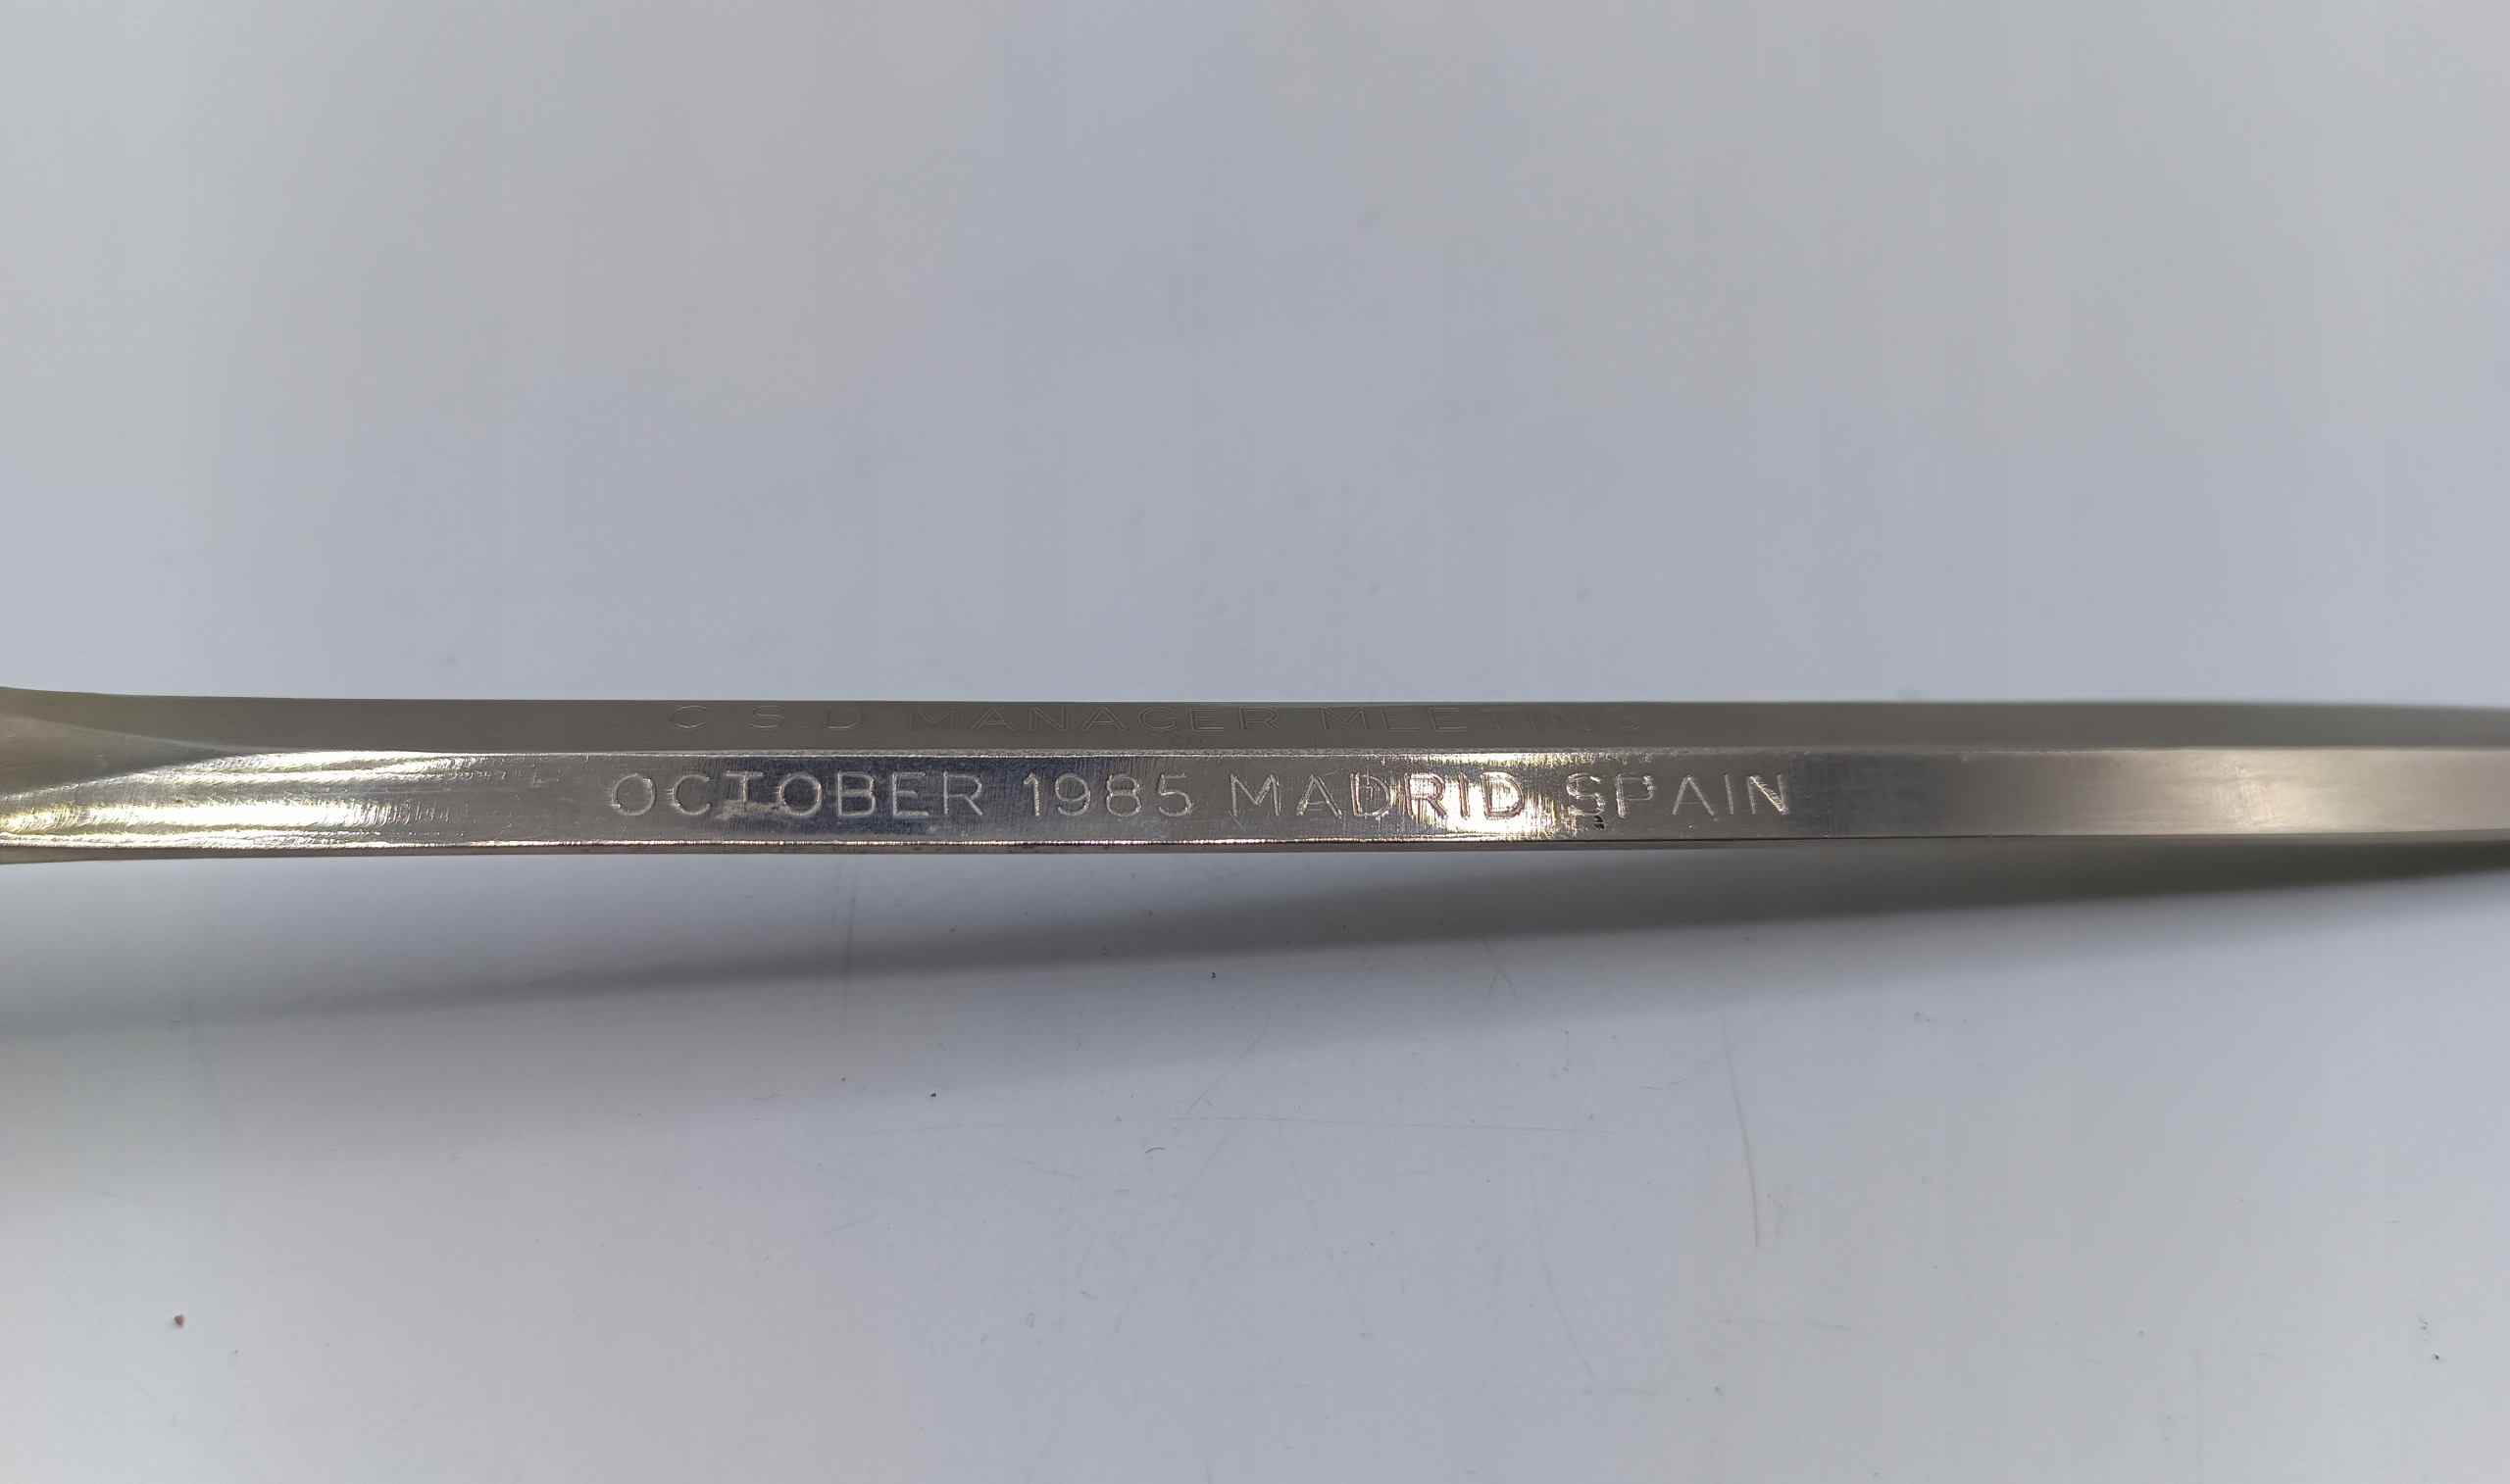 C S D MANAGER MEETING
OCTOBER 1985 MADRID SPAIN